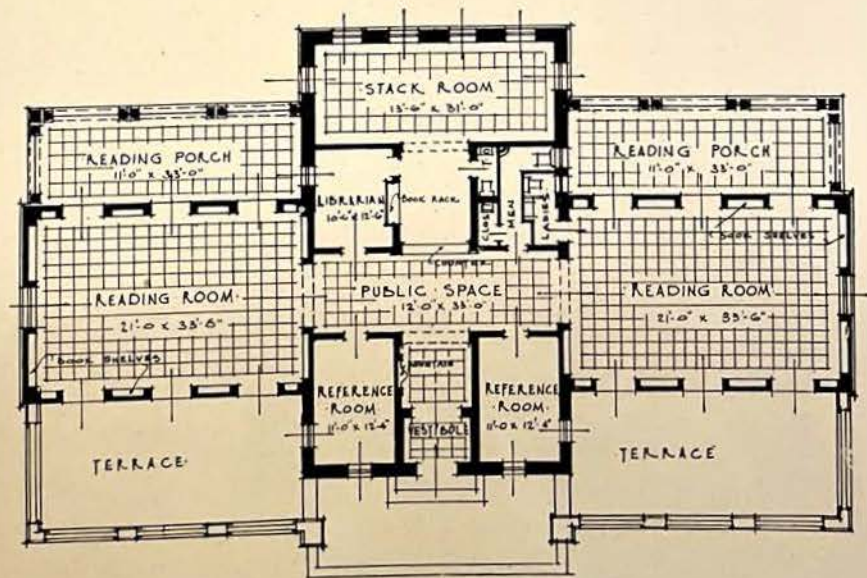 STACK ROOM
13'-6" X 31'-0"
READING PORCH
11'-0" X 33'-0"
READING PORCH
11'-0" X 33'-0"
LIBRARIAN
10'-6" X 12'-6"
BOOK RACK
CLOS.
MEN
LADIES
BOOK SHELVES
COUNTER
READING ROOM
21'-0 X 33'-6"
PUBLIC SPACE
12'-0" X 33'-0"
READING ROOM
21'-0" X 33'-6"
BOOK SHELVES
FOUNTAIN
REFERENCE
ROOM
11'-0" X 12'-6"
VESTIBULE
REFERENCE
ROOM
11'-0 X 12'-6"
TERRACE
TERRACE